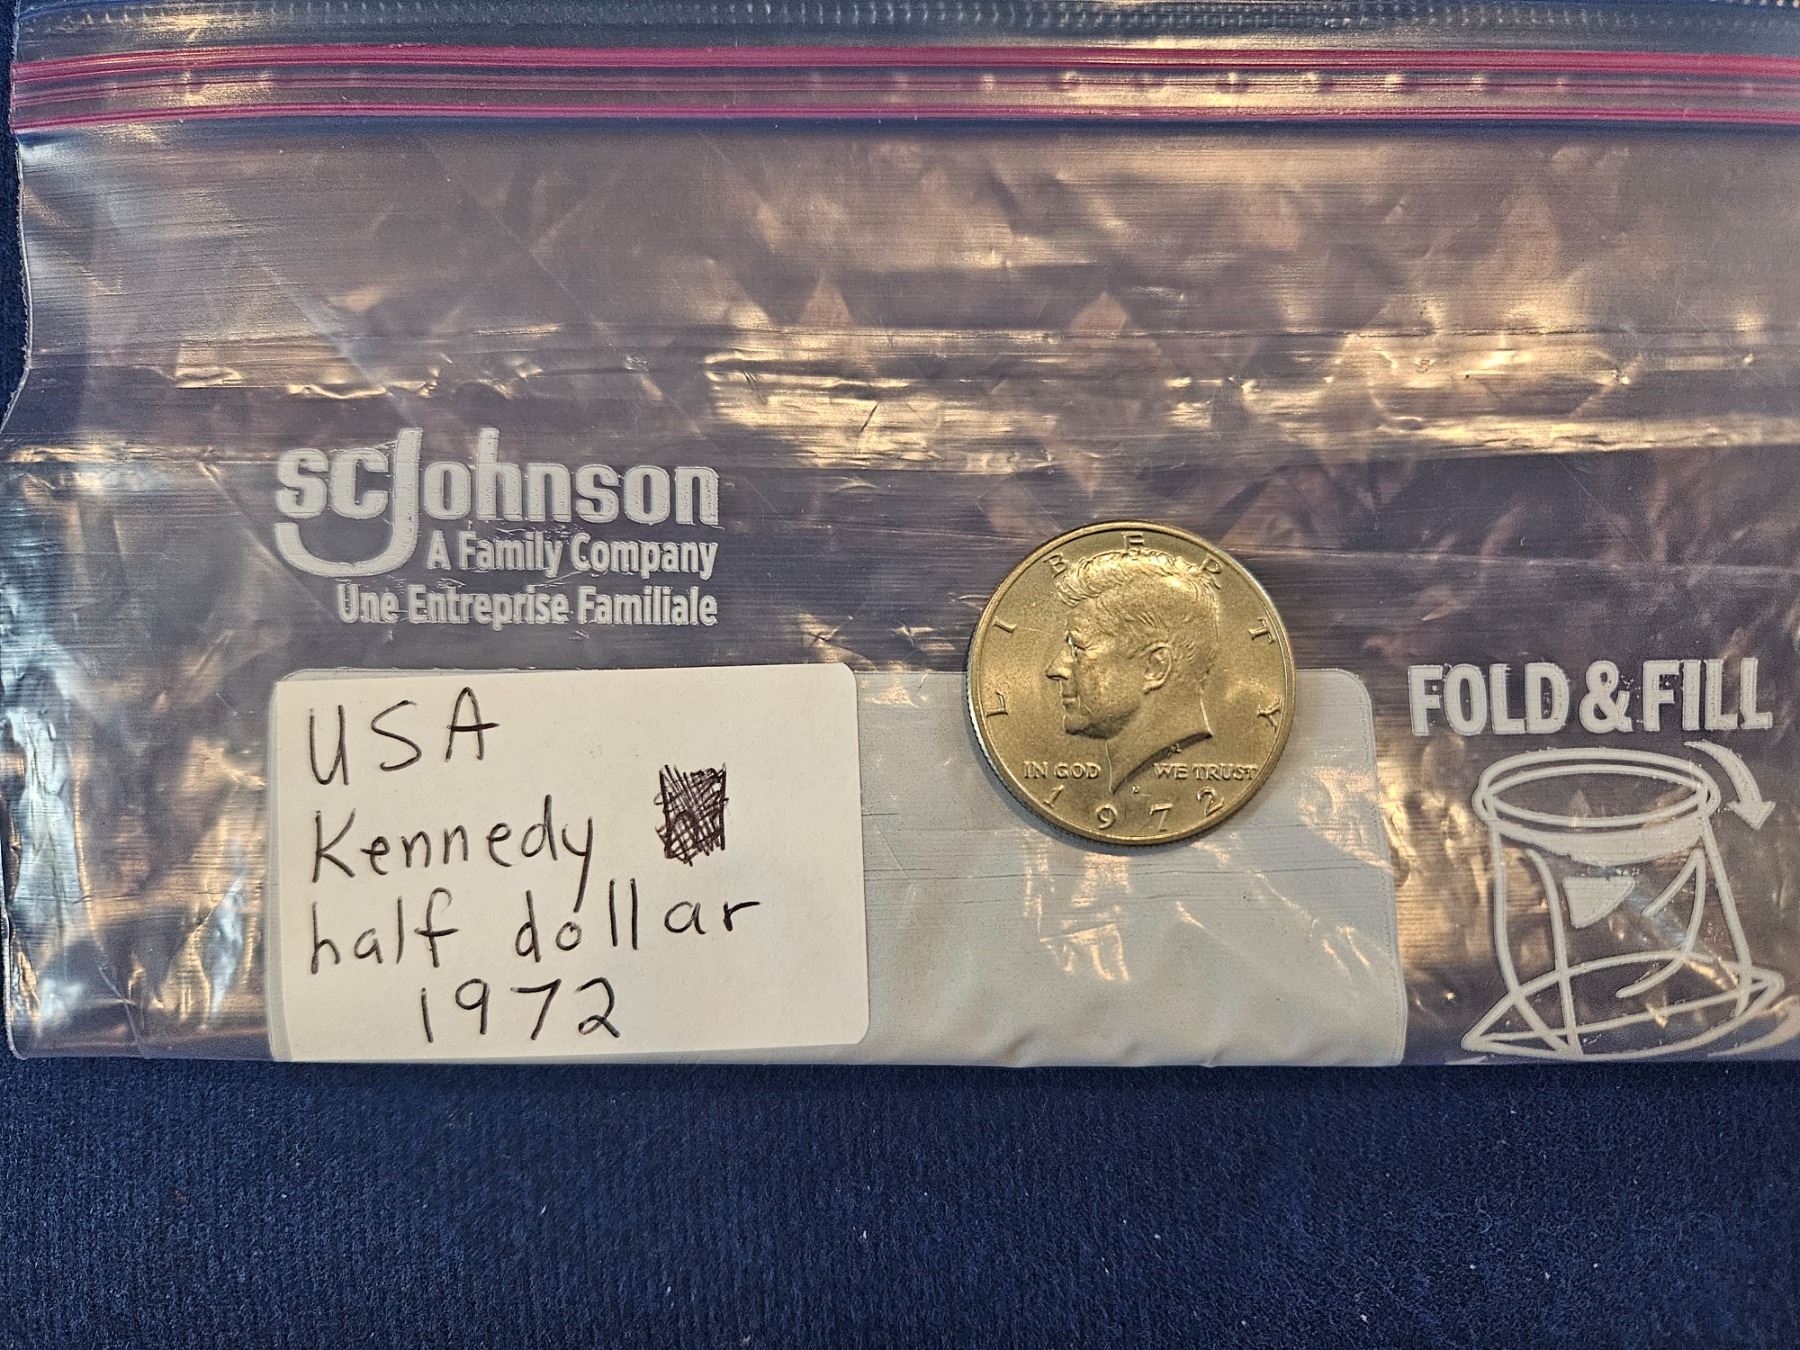 scJohnson
A Family Company
Une Entreprise Familiale
USA
Kennedy
half dollar
1972
LIBERTY
IN GOD WE TRUST
1972
FOLD & FILL